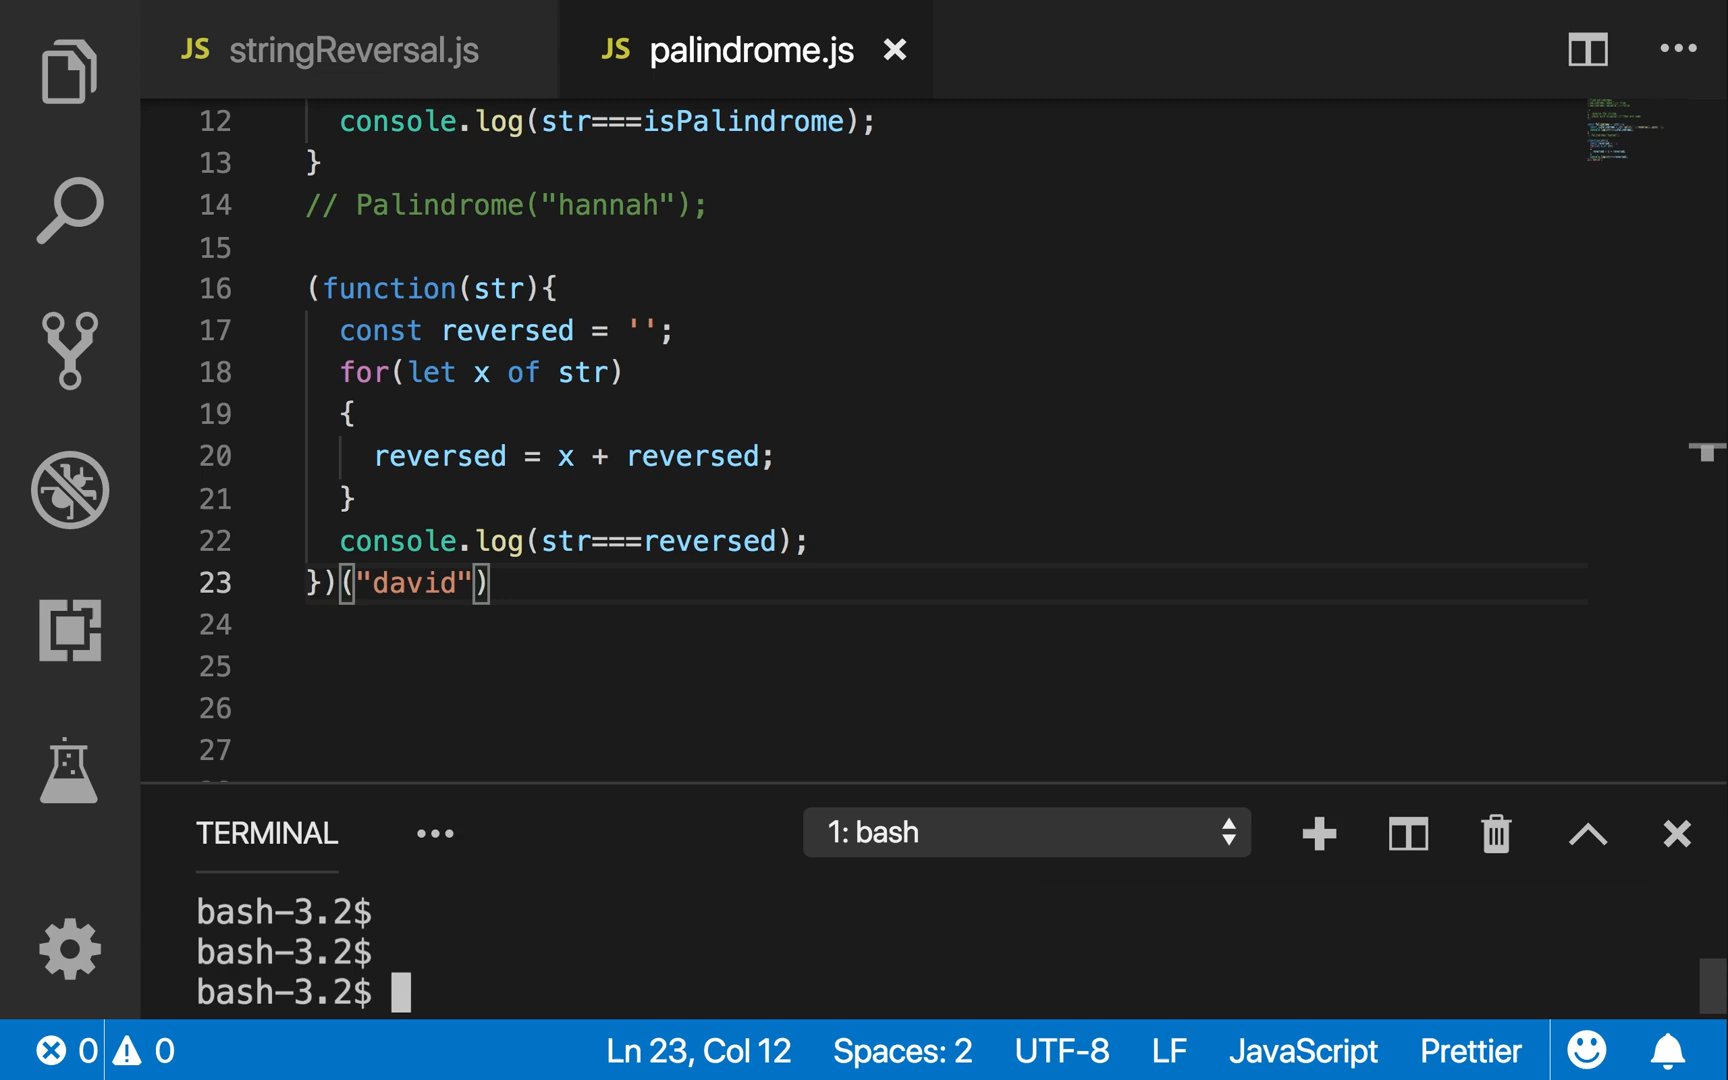 JS stringReversal.js JS palindrome.js
12 console.log(str===isPalindrome);
13 }
14 // Palindrome("hannah");
15
16 (function(str){
17 const reversed = '';
18 for(let x of str)
19 {
20 reversed = x + reversed;
21 }
22 console.log(str===reversed);
23 })("david")
24
25
26
27
TERMINAL 1: bash
bash-3.2$
bash-3.2$
bash-3.2$
0 0 Ln 23, Col 12 Spaces: 2 UTF-8 LF JavaScript Prettier